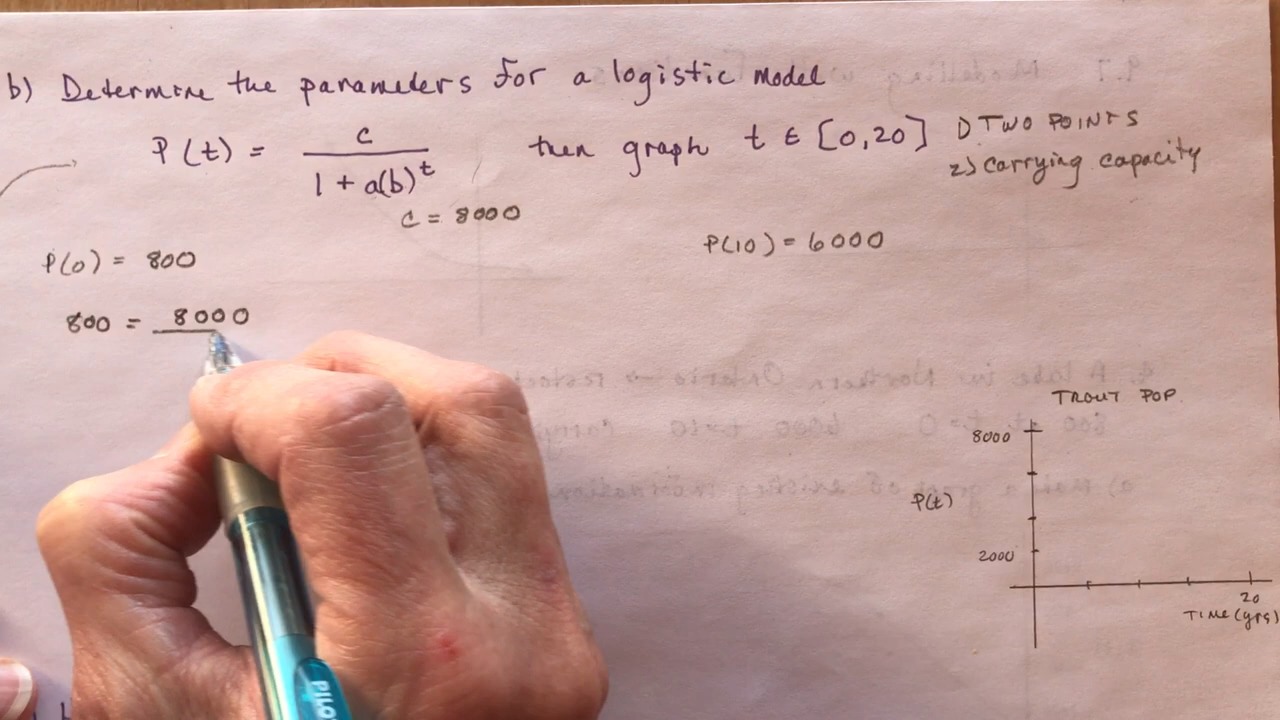 b) Determine the parameters for a logistic model
P(t) = c / 1 + a(b)^t then graph t ∈ [0,20] 1) TWO POINTS
2) carrying capacity
c = 8000
P(0) = 800
P(10) = 6000
800 = 8000
TROUT POP.
8000
P(t)
2000
20
TIME (yrs)
PILO